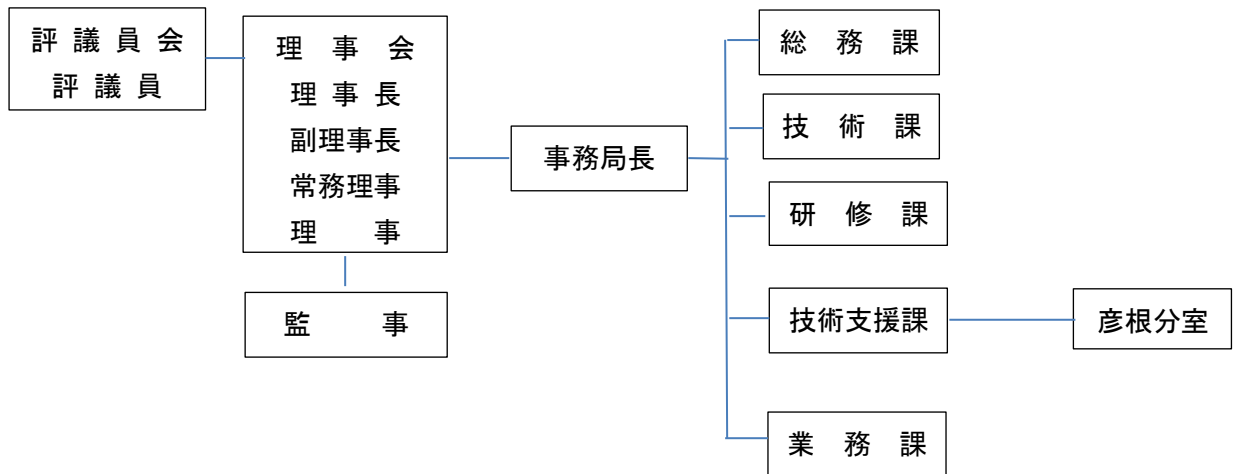 評 議 員 会
評 議 員
理 事 会
理 事 長
副理事長
常務理事
理 事
監 事
事務局長
総 務 課
技 術 課
研 修 課
技術支援課
彦根分室
業 務 課